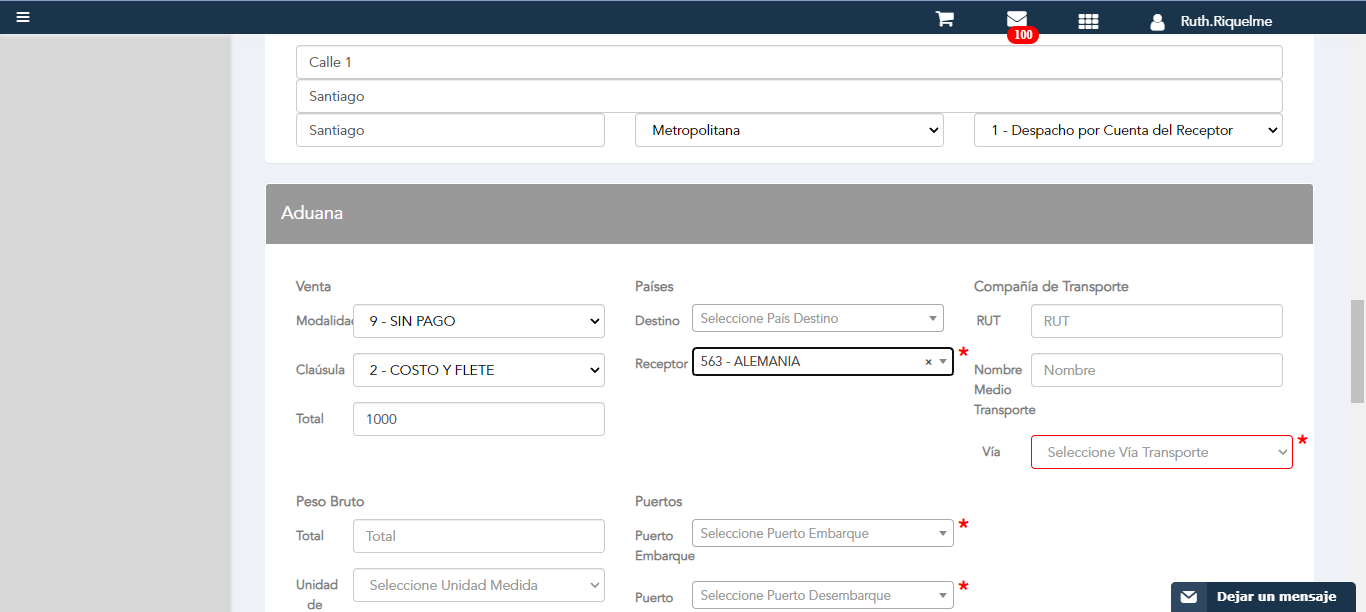 Ruth.Riquelme
100
Calle 1
Santiago
Santiago
Metropolitana
1 - Despacho por Cuenta del Receptor
Aduana
Venta
Modalidad
9 - SIN PAGO
Claúsula
2 - COSTO Y FLETE
Total
1000
Países
Destino
Seleccione País Destino
Receptor
563 - ALEMANIA
×
*
Compañía de Transporte
RUT
RUT
Nombre
Medio
Transporte
Nombre
Vía
Seleccione Vía Transporte
*
Peso Bruto
Total
Total
Unidad
de
Seleccione Unidad Medida
Puertos
Puerto
Embarque
Seleccione Puerto Embarque
*
Puerto
Seleccione Puerto Desembarque
*
Dejar un mensaje